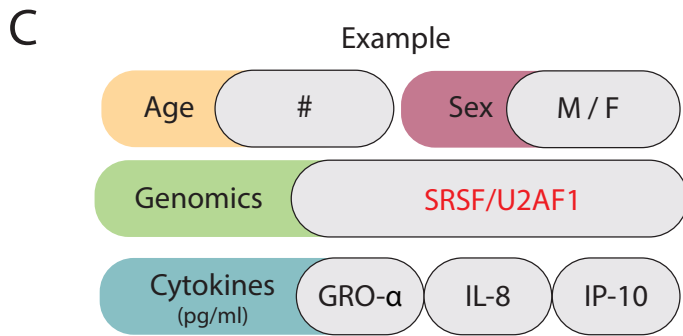 C
Example
Age # Sex M / F
Genomics SRSF/U2AF1
Cytokines GRO-α IL-8 IP-10
(pg/ml)